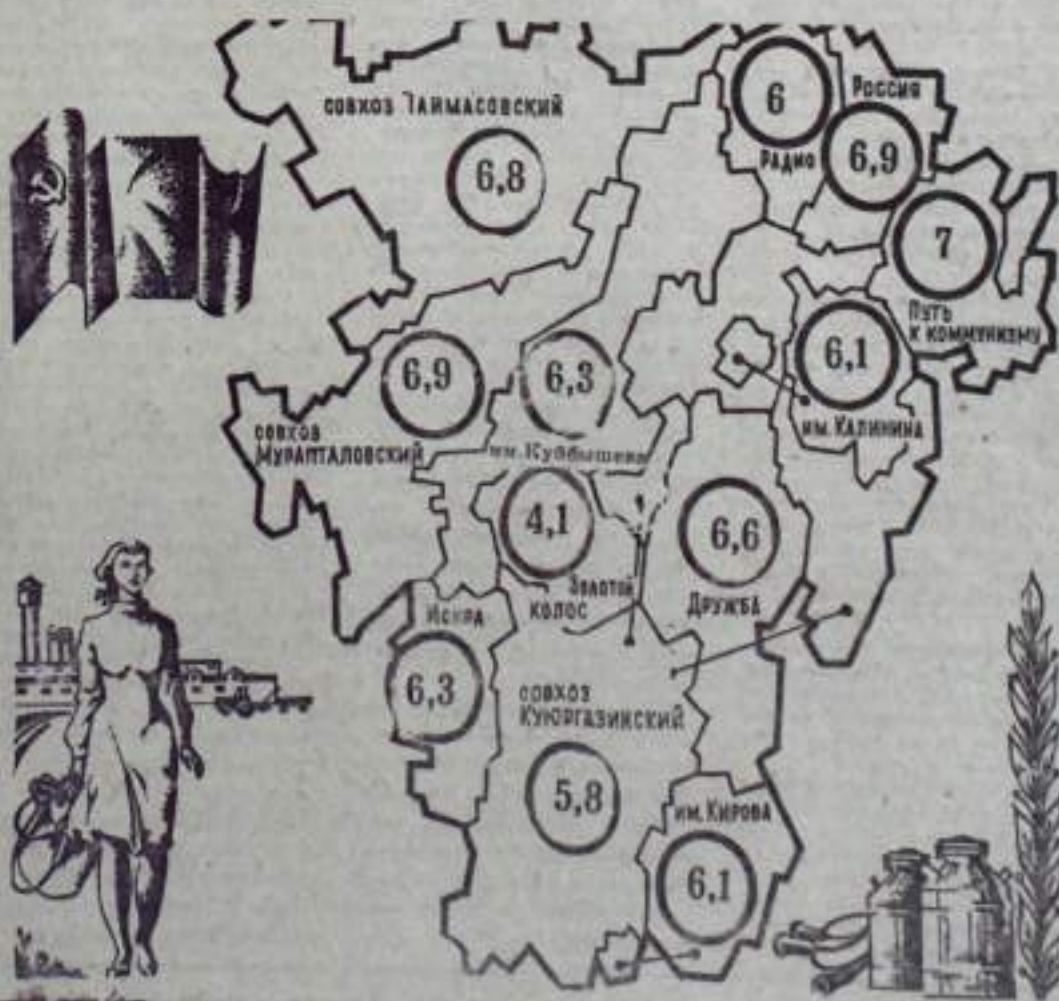 6
Россия
совхоз Таимасовский
Радио
6,9
6,8
7
Путь
к коммунизму
6,1
6,9
6,3
им. Калинина
совхоз
Мурапталовский
им. Куйбышева
4,1
6,6
Золотой
колос
Дружба
Искра
6,3
совхоз
Куюргазинский
5,8
им. Кирова
6,1